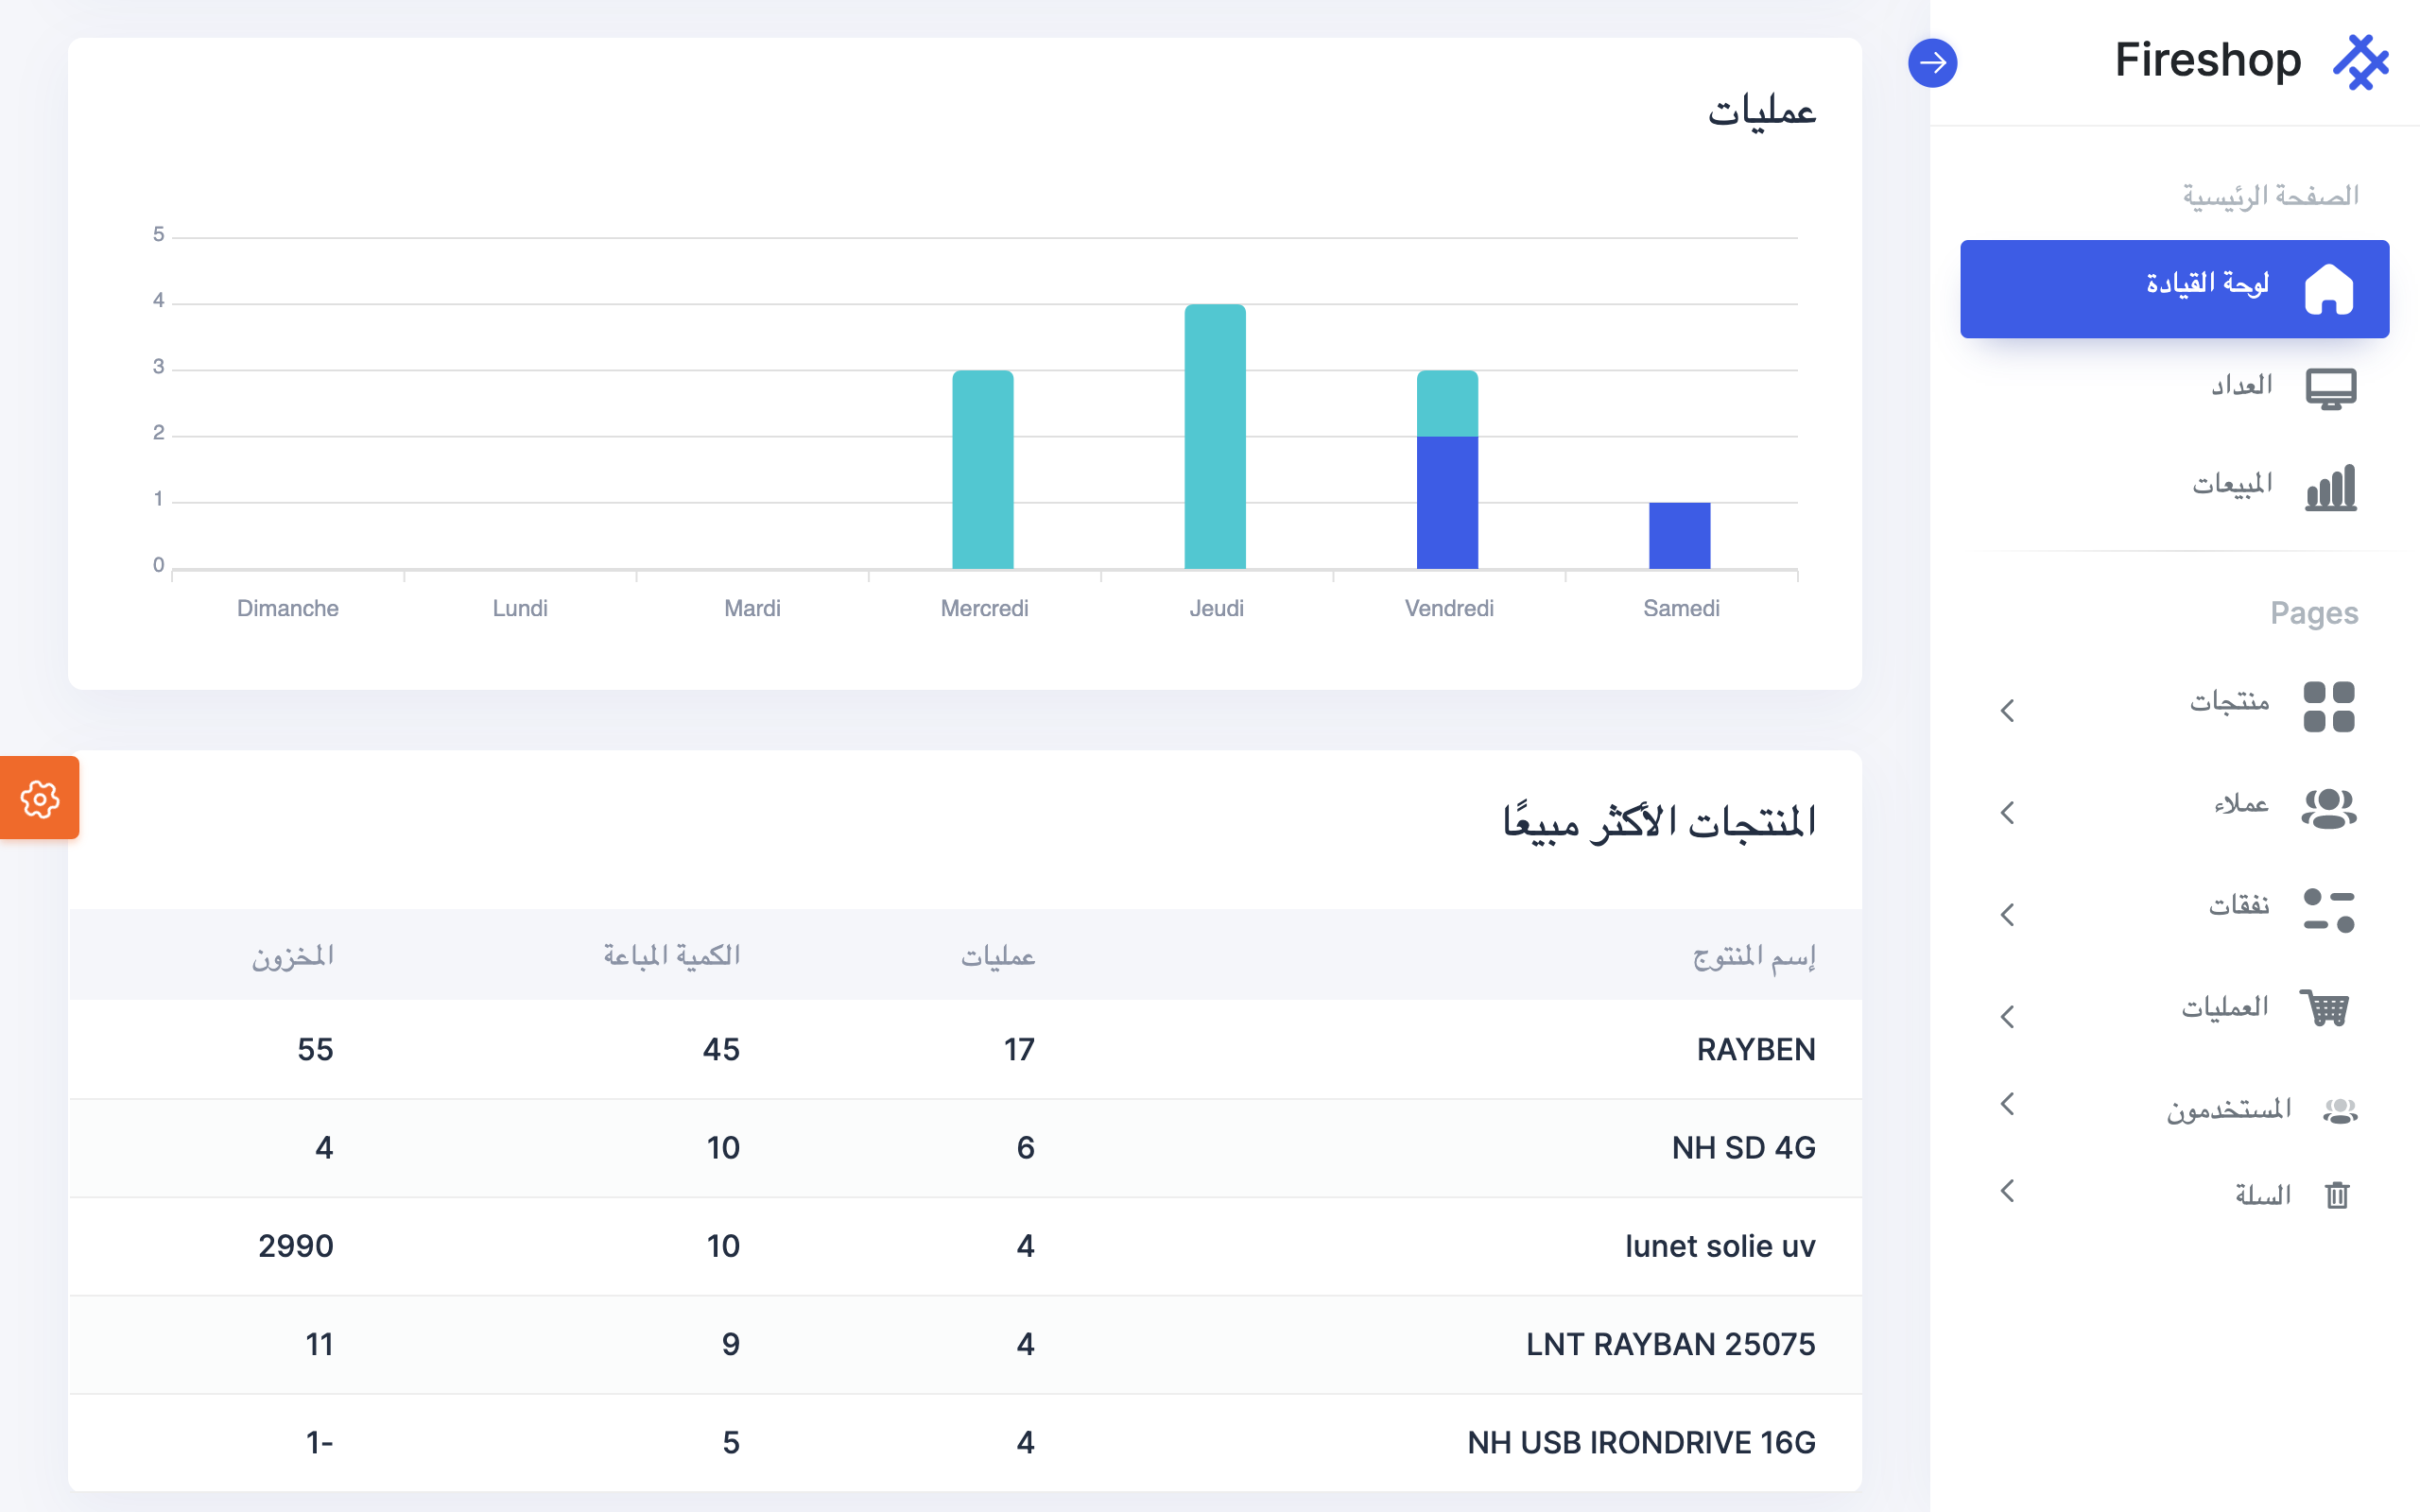 Fireshop
الصفحة الرئيسية
لوحة القيادة
العداد
المبيعات
Pages
منتجات
عملاء
نفقات
العمليات
المستخدمون
السلة
عمليات
5
4
3
2
1
0
Dimanche Lundi Mardi Mercredi Jeudi Vendredi Samedi
المنتجات الأكثر مبيعًا
إسم المنتوج عمليات الكمية المباعة المخزون
RAYBEN 17 45 55
NH SD 4G 6 10 4
lunet solie uv 4 10 2990
LNT RAYBAN 25075 4 9 11
NH USB IRONDRIVE 16G 4 5 1-